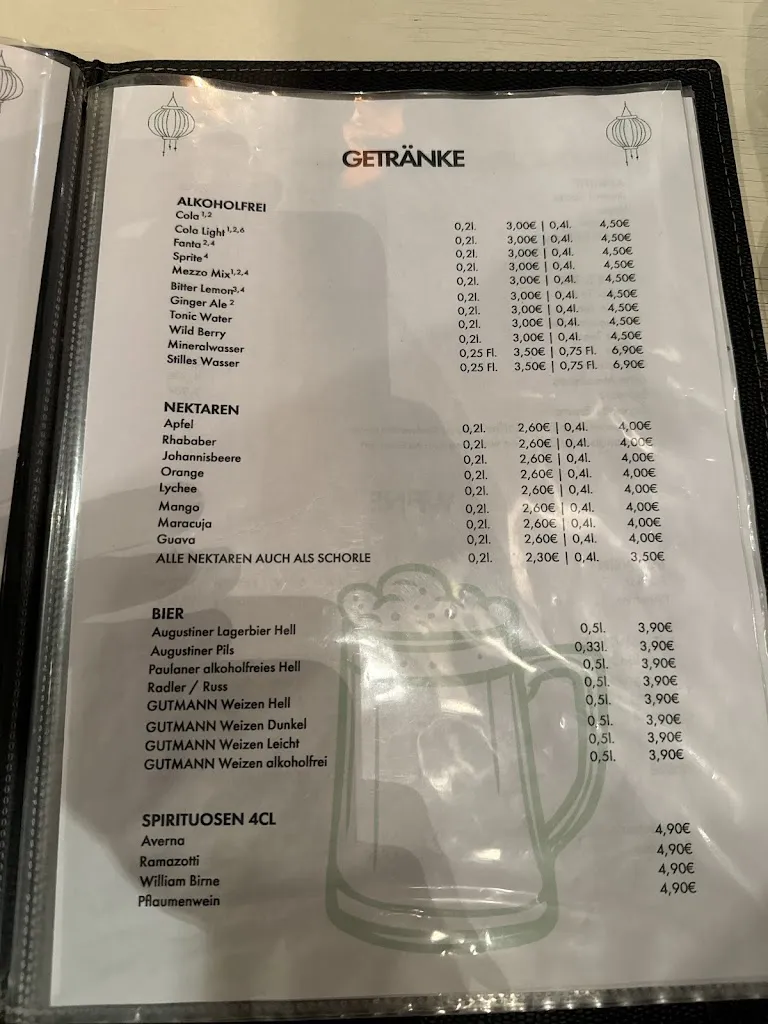 GETRÄNKE
ALKOHOLFREI
Cola 1,2 0,2l. 3,00€ | 0,4l. 4,50€
Cola Light 1,2,6 0,2l. 3,00€ | 0,4l. 4,50€
Fanta 2,4 0,2l. 3,00€ | 0,4l. 4,50€
Sprite 4 0,2l. 3,00€ | 0,4l. 4,50€
Mezzo Mix 1,2,4 0,2l. 3,00€ | 0,4l. 4,50€
Bitter Lemon 3,4 0,2l. 3,00€ | 0,4l. 4,50€
Ginger Ale 2 0,2l. 3,00€ | 0,4l. 4,50€
Tonic Water 0,2l. 3,00€ | 0,4l. 4,50€
Wild Berry 0,2l. 3,00€ | 0,4l. 4,50€
Mineralwasser 0,25 Fl. 3,50€ | 0,75 Fl. 6,90€
Stilles Wasser 0,25 Fl. 3,50€ | 0,75 Fl. 6,90€
NEKTAREN
Apfel 0,2l. 2,60€ | 0,4l. 4,00€
Rhababer 0,2l. 2,60€ | 0,4l. 4,00€
Johannisbeere 0,2l. 2,60€ | 0,4l. 4,00€
Orange 0,2l. 2,60€ | 0,4l. 4,00€
Lychee 0,2l. 2,60€ | 0,4l. 4,00€
Mango 0,2l. 2,60€ | 0,4l. 4,00€
Maracuja 0,2l. 2,60€ | 0,4l. 4,00€
Guava 0,2l. 2,60€ | 0,4l. 4,00€
ALLE NEKTAREN AUCH ALS SCHORLE 0,2l. 2,30€ | 0,4l. 3,50€
BIER
Augustiner Lagerbier Hell 0,5l. 3,90€
Augustiner Pils 0,33l. 3,90€
Paulaner alkoholfreies Hell 0,5l. 3,90€
Radler / Russ 0,5l. 3,90€
GUTMANN Weizen Hell 0,5l. 3,90€
GUTMANN Weizen Dunkel 0,5l. 3,90€
GUTMANN Weizen Leicht 0,5l. 3,90€
GUTMANN Weizen alkoholfrei 0,5l. 3,90€
SPIRITUOSEN 4CL
Averna 4,90€
Ramazotti 4,90€
William Birne 4,90€
Pflaumenwein 4,90€